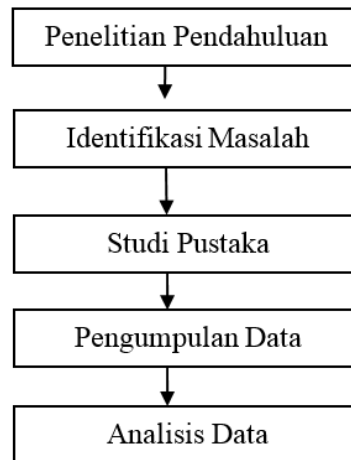 Penelitian Pendahuluan
Identifikasi Masalah
Studi Pustaka
Pengumpulan Data
Analisis Data